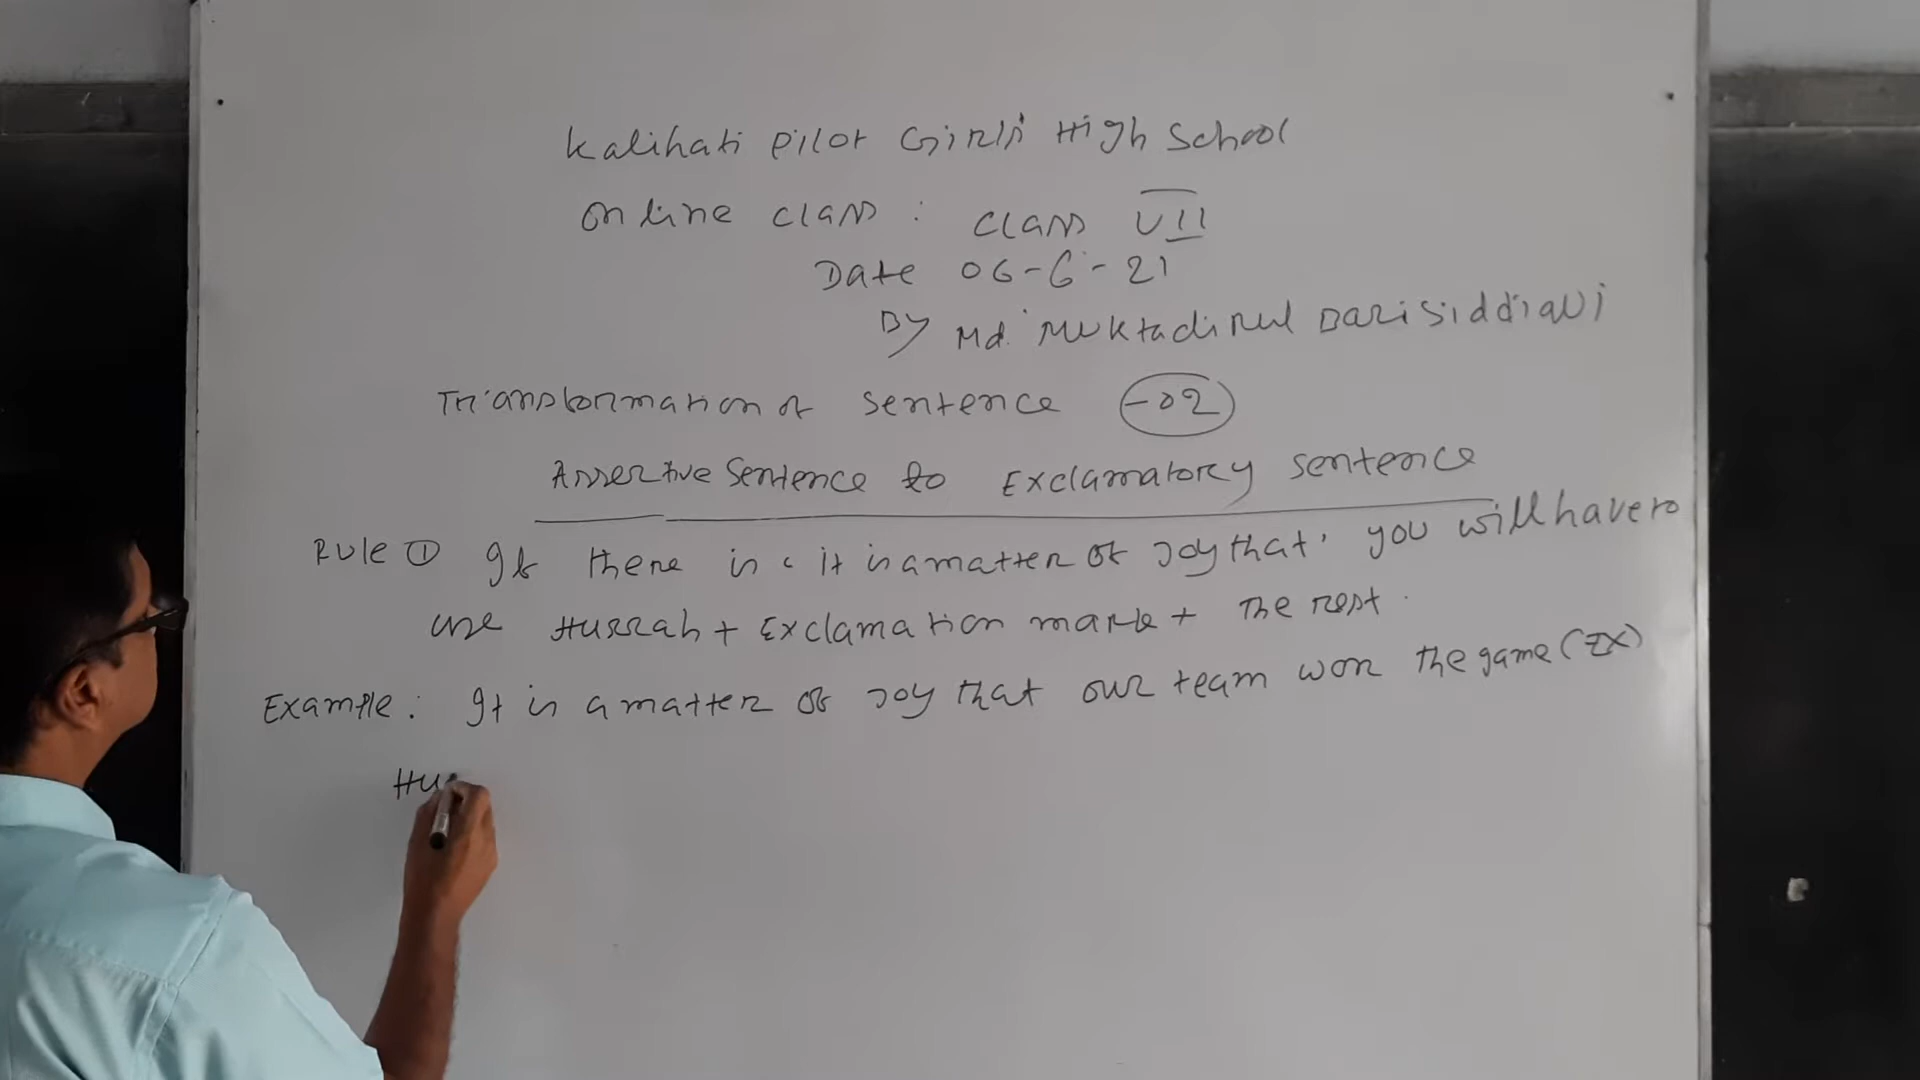 Kalihati Pilot Girls' High School
Online class : Class VII
Date 06-6-21
By Md. Muktadirul Bari Siddiqui
Transformation of Sentence -02
Assertive Sentence to Exclamatory sentence
Rule ① If there is ' it is a matter of joy that' you will have to
use Hurrah + Exclamation mark + The rest.
Example : It is a matter of Joy that our team won the game (EX)
Hu